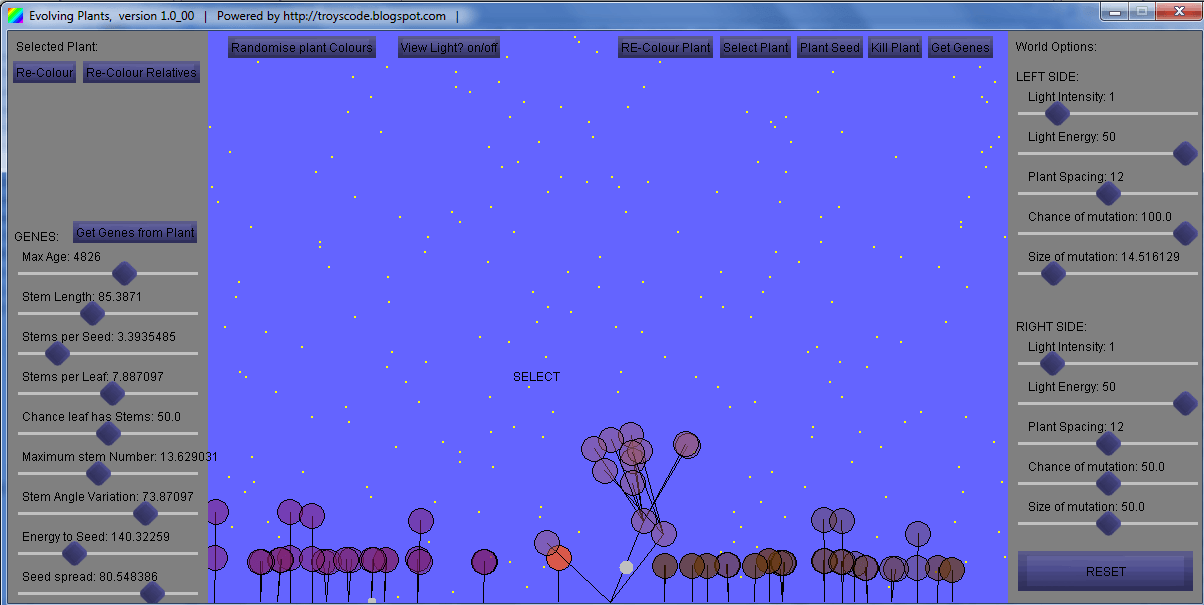 Evolving Plants, version 1.0_00 | Powered by http://troyscode.blogspot.com |
Selected Plant:
Re-Colour Re-Colour Relatives
GENES: Get Genes from Plant
Max Age: 4826
Stem Length: 85.3871
Stems per Seed: 3.3935485
Stems per Leaf: 7.887097
Chance leaf has Stems: 50.0
Maximum stem Number: 13.629031
Stem Angle Variation: 73.87097
Energy to Seed: 140.32259
Seed spread: 80.548386
Randomise plant Colours View Light? on/off RE-Colour Plant Select Plant Plant Seed Kill Plant Get Genes
SELECT
World Options:
LEFT SIDE:
Light Intensity: 1
Light Energy: 50
Plant Spacing: 12
Chance of mutation: 100.0
Size of mutation: 14.516129
RIGHT SIDE:
Light Intensity: 1
Light Energy: 50
Plant Spacing: 12
Chance of mutation: 50.0
Size of mutation: 50.0
RESET